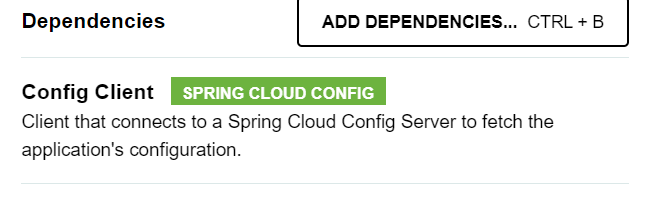 Dependencies
ADD DEPENDENCIES... CTRL + B
Config Client SPRING CLOUD CONFIG
Client that connects to a Spring Cloud Config Server to fetch the
application's configuration.